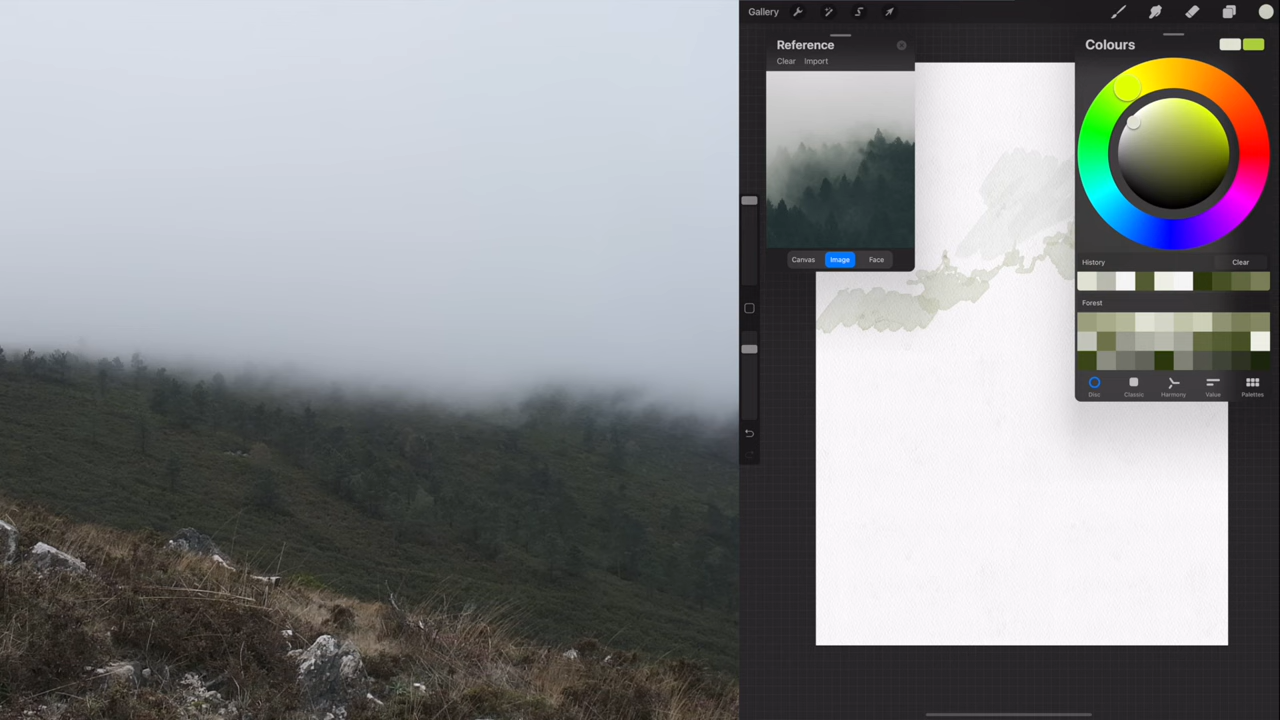 Gallery
Reference
Clear Import
Canvas Image Face
Colours
History Clear
Forest
Disc Classic Harmony Value Palettes